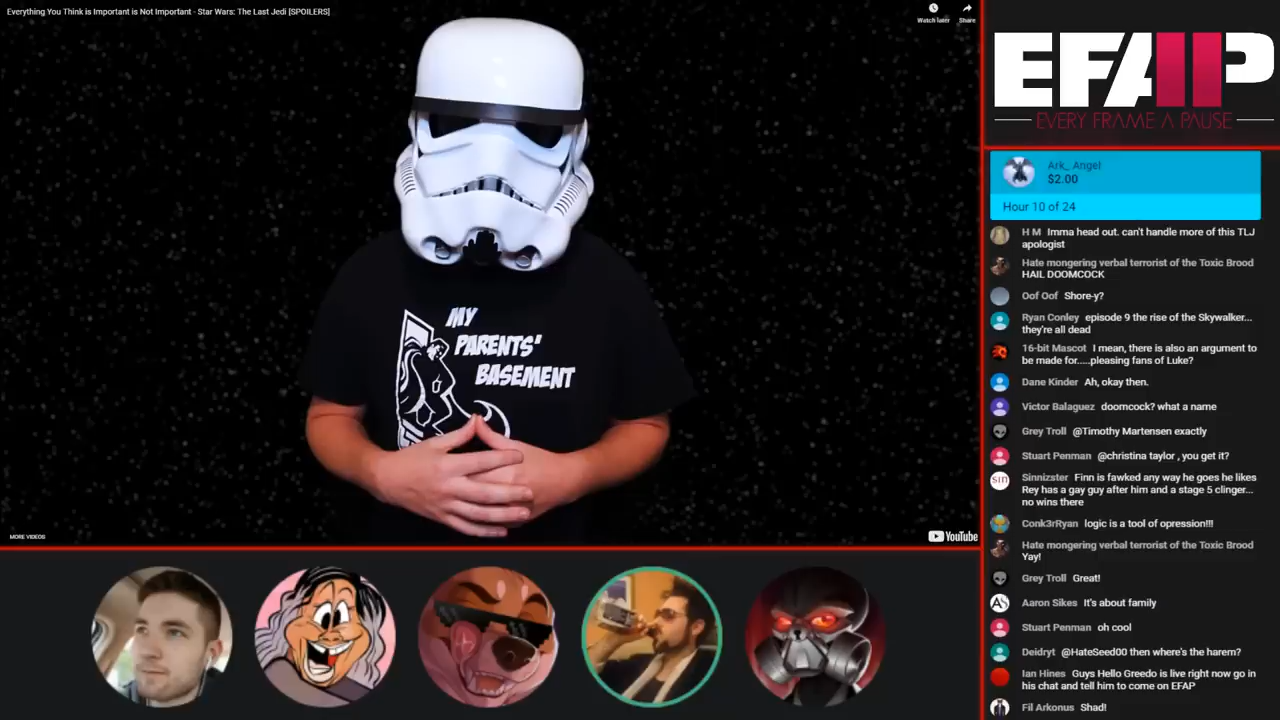 Everything You Think is Important is Not Important - Star Wars: The Last Jedi [SPOILERS]
Watch later
Share
MY
PARENTS'
BASEMENT
MORE VIDEOS
YouTube
EFAP
EVERY FRAME A PAUSE
Ark_ Angel
$2.00
Hour 10 of 24
H M Imma head out. can't handle more of this TLJ
apologist
Hate mongering verbal terrorist of the Toxic Brood
HAIL DOOMCOCK
Oof Oof Shore-y?
Ryan Conley episode 9 the rise of the Skywalker...
they're all dead
16-bit Mascot I mean, there is also an argument to
be made for.....pleasing fans of Luke?
Dane Kinder Ah, okay then.
Victor Balaguez doomcock? what a name
Grey Troll @Timothy Martensen exactly
Stuart Penman @christina taylor , you get it?
sin
Sinnizster Finn is fawked any way he goes he likes
Rey has a gay guy after him and a stage 5 clinger...
no wins there
Conk3rRyan logic is a tool of opression!!!
Hate mongering verbal terrorist of the Toxic Brood
Yay!
Grey Troll Great!
AS
Aaron Sikes It's about family
Stuart Penman oh cool
Deidryt @HateSeed00 then where's the harem?
Ian Hines Guys Hello Greedo is live right now go in
his chat and tell him to come on EFAP
Fil Arkonus Shad!